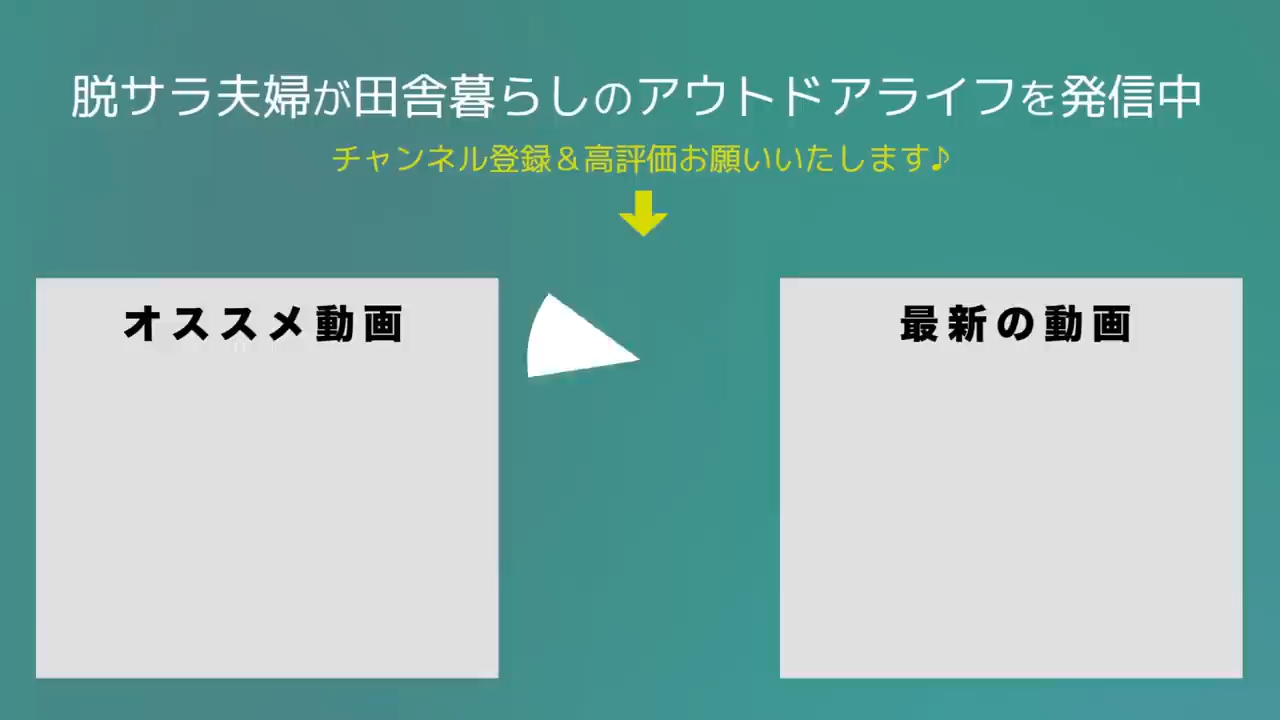 脱サラ夫婦が田舎暮らしのアウトドアライフを発信中
チャンネル登録＆高評価お願いいたします♪
オススメ動画
最新の動画